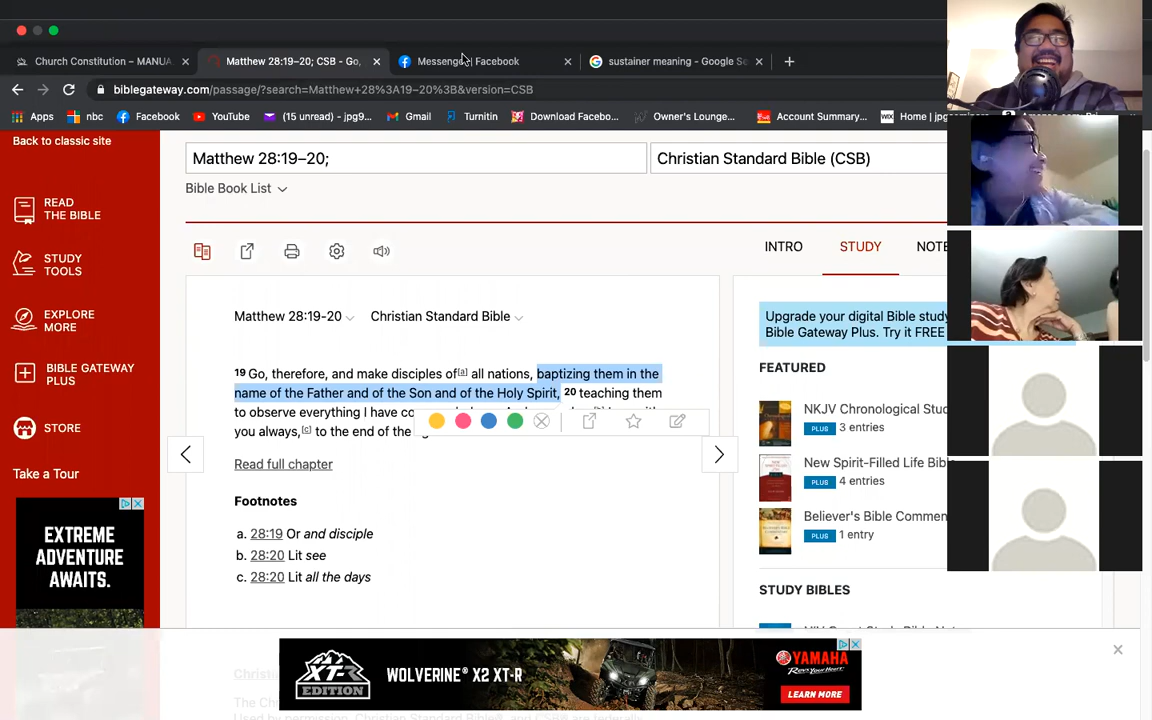 Church Constitution – MANUA
Matthew 28:19–20; CSB - Go,
Messenge
Facebook
sustainer meaning - Google Se
biblegateway.com/passage/?search=Matthew+28%3A19–20%3B&version=CSB
Apps
nbc
Facebook
YouTube
(15 unread) - jpg9...
Gmail
Turnitin
Download Facebo...
Owner's Lounge...
Account Summary...
WIX
Back to classic site
Matthew 28:19–20;
Christian Standard Bible (CSB)
Bible Book List
READ
THE BIBLE
STUDY
TOOLS
EXPLORE
MORE
BIBLE GATEWAY
PLUS
STORE
Take a Tour
INTRO
STUDY
NOTE
Matthew 28:19-20
Christian Standard Bible
19 Go, therefore, and make disciples of[a] all nations, baptizing them in the
name of the Father and of the Son and of the Holy Spirit, 20 teaching them
to observe everything I have
you always,[c] to the end of the
Read full chapter
Footnotes
a. 28:19 Or and disciple
b. 28:20 Lit see
c. 28:20 Lit all the days
Upgrade your digital Bible study
Bible Gateway Plus. Try it FREE
FEATURED
NKJV Chronological Stud
PLUS 3 entries
New Spirit-Filled Life Bib
PLUS 4 entries
Believer's Bible Commen
PLUS 1 entry
STUDY BIBLES
EXTREME
ADVENTURE
AWAITS.
XT-R
EDITION
WOLVERINE® X2 XT-R
YAMAHA
Revs Your Heart
LEARN MORE